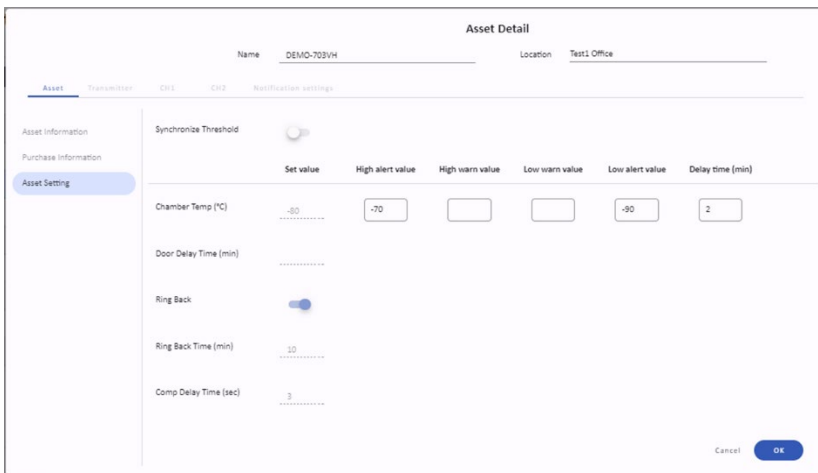 Asset Detail
Name DEMO-703VH Location Test1 Office
Asset Transmitter CH1 CH2 Notification settings
Asset Information
Purchase Information
Asset Setting
Synchronize Threshold
Set value High alert value High warn value Low warn value Low alert value Delay time (min)
Chamber Temp (°C) -80 -70 -90 2
Door Delay Time (min)
Ring Back
Ring Back Time (min) 10
Comp Delay Time (sec) 3
Cancel OK